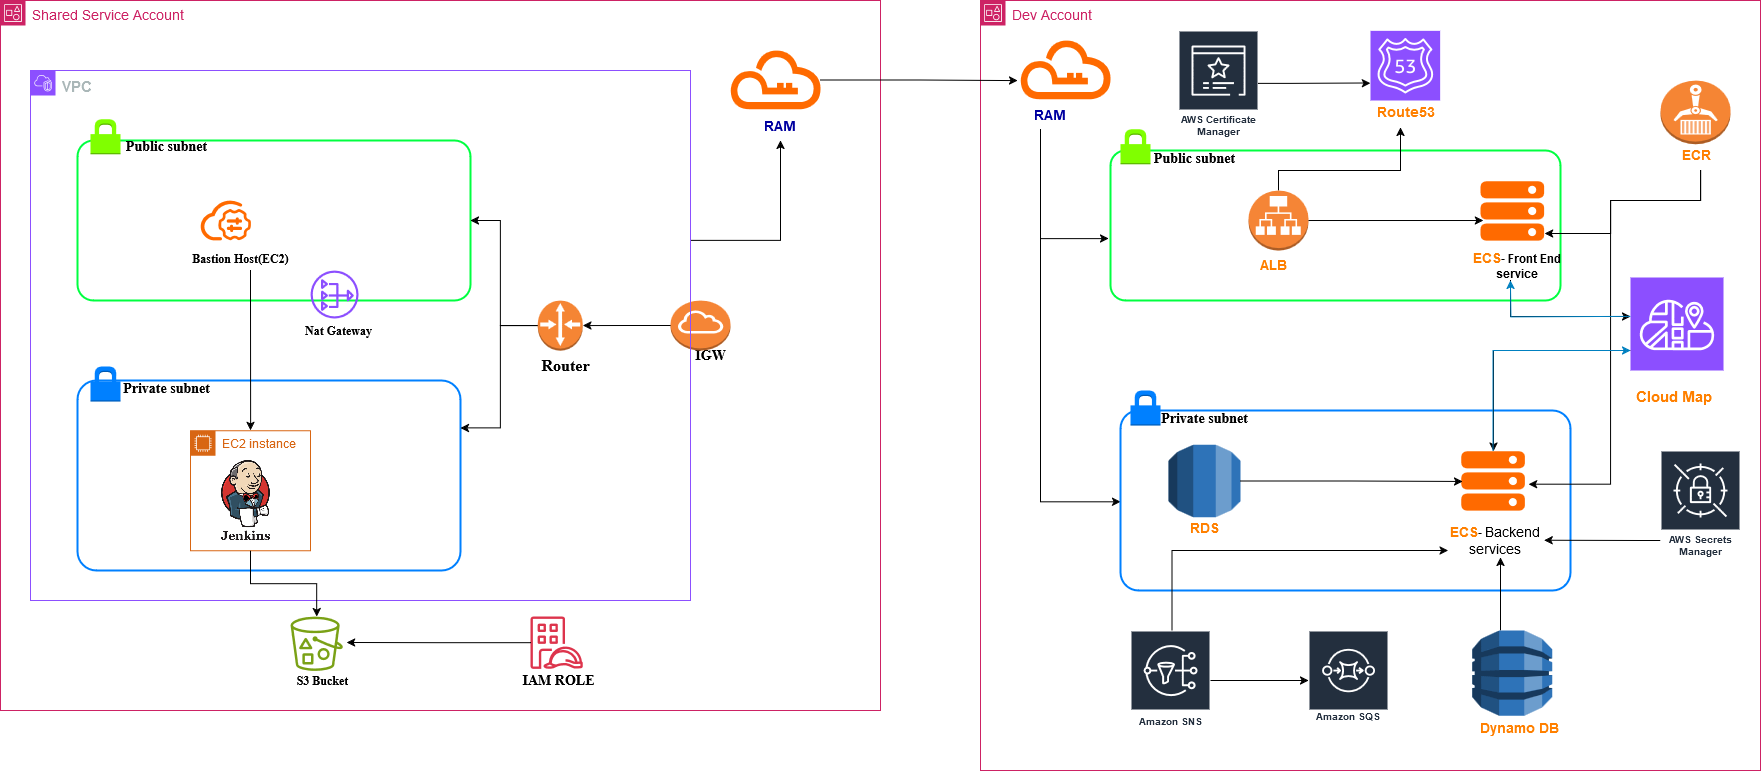 Shared Service Account
VPC
Public subnet
Bastion Host(EC2)
Nat Gateway
Router
IGW
Private subnet
EC2 instance
Jenkins
S3 Bucket
IAM ROLE
RAM
Dev Account
RAM
AWS Certificate
Manager
53
Route53
ECR
Public subnet
ALB
ECS- Front End
service
Cloud Map
Private subnet
RDS
ECS- Backend
services
AWS Secrets
Manager
Amazon SNS
Amazon SQS
Dynamo DB